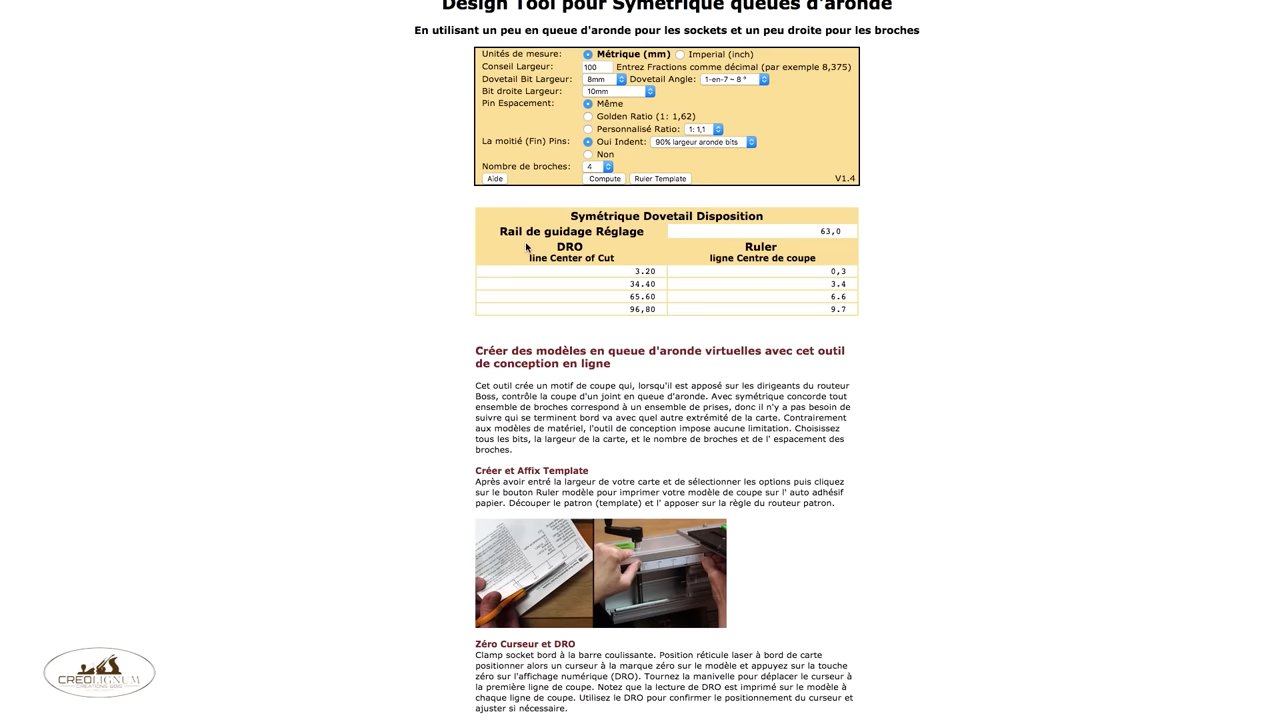 Design Tool pour Symétrique queues d'aronde
En utilisant un peu en queue d'aronde pour les sockets et un peu droite pour les broches
Unités de mesure: Métrique (mm) Imperial (inch)
Conseil Largeur: 100 Entrez Fractions comme décimal (par exemple 8,375)
Dovetail Bit Largeur: 8mm Dovetail Angle: 1-en-7 ~ 8 °
Bit droite Largeur: 10mm
Pin Espacement: Même
Golden Ratio (1: 1,62)
Personnalisé Ratio: 1: 1,1
La moitié (Fin) Pins: Oui Indent: 90% largeur aronde bits
Non
Nombre de broches: 4
Aide Compute Ruler Template V1.4
Symétrique Dovetail Disposition
Rail de guidage Réglage 63,0
DRO Ruler
line Center of Cut ligne Centre de coupe
3.20 0,3
34.40 3.4
65.60 6.6
96,80 9.7
Créer des modèles en queue d'aronde virtuelles avec cet outil
de conception en ligne
Cet outil crée un motif de coupe qui, lorsqu'il est apposé sur les dirigeants du routeur
Boss, contrôle la coupe d'un joint en queue d'aronde. Avec symétrique concorde tout
ensemble de broches correspond à un ensemble de prises, donc il n'y a pas besoin de
suivre qui se terminent bord va avec quel autre extrémité de la carte. Contrairement
aux modèles de matériel, l'outil de conception impose aucune limitation. Choisissez
tous les bits, la largeur de la carte, et le nombre de broches et de l' espacement des
broches.
Créer et Affix Template
Après avoir entré la largeur de votre carte et de sélectionner les options puis cliquez
sur le bouton Ruler modèle pour imprimer votre modèle de coupe sur l' auto adhésif
papier. Découper le patron (template) et l' apposer sur la règle du routeur patron.
Zéro Curseur et DRO
Clamp socket bord à la barre coulissante. Position réticule laser à bord de carte
positionner alors un curseur à la marque zéro sur le modèle et appuyez sur la touche
zéro sur l'affichage numérique (DRO). Tournez la manivelle pour déplacer le curseur à
la première ligne de coupe. Notez que la lecture de DRO est imprimé sur le modèle à
chaque ligne de coupe. Utilisez le DRO pour confirmer le positionnement du curseur et
ajuster si nécessaire.
CREOLIGNUM
CRÉATIONS BOIS